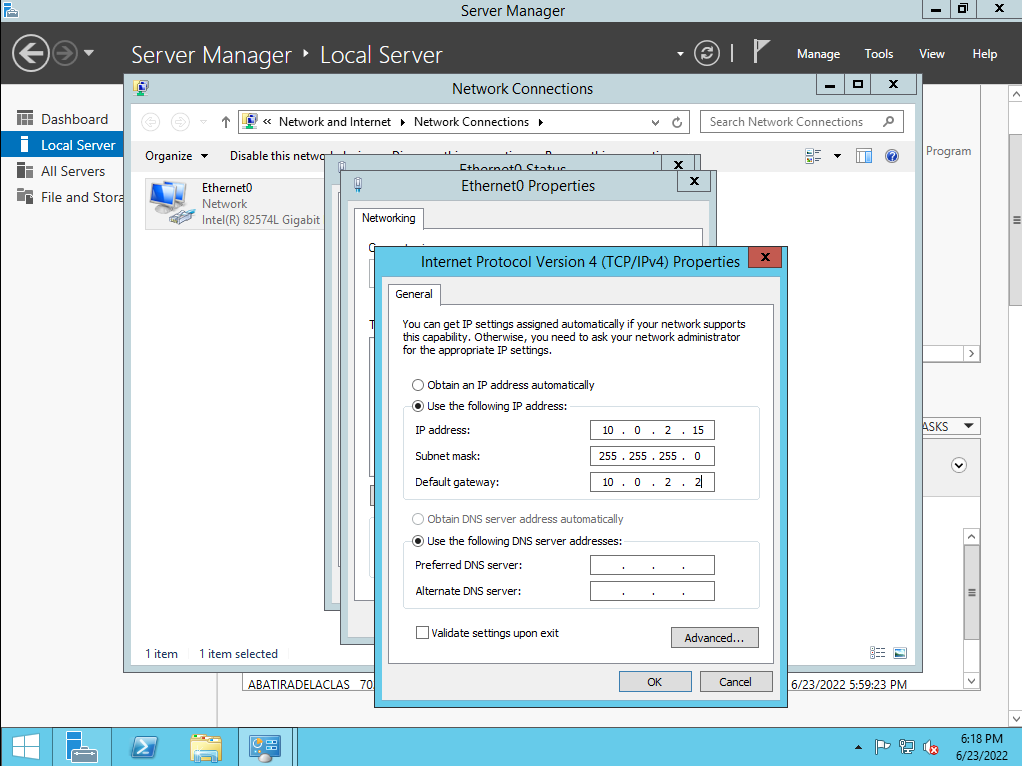 Server Manager
Server Manager Local Server
Manage Tools View Help
Network Connections
Dashboard
Local Server
All Servers
File and Stora
« Network and Internet Network Connections
Search Network Connections
Organize Disable this netwo
Program
Ethernet0
Network
Intel(R) 82574L Gigabit
Ethernet0 Status
Ethernet0 Properties
Networking
Internet Protocol Version 4 (TCP/IPv4) Properties
General
You can get IP settings assigned automatically if your network supports
this capability. Otherwise, you need to ask your network administrator
for the appropriate IP settings.
Obtain an IP address automatically
Use the following IP address:
IP address: 10 . 0 . 2 . 15
Subnet mask: 255 . 255 . 255 . 0
Default gateway: 10 . 0 . 2 . 2
Obtain DNS server address automatically
Use the following DNS server addresses:
Preferred DNS server: . . .
Alternate DNS server: . . .
Validate settings upon exit
Advanced...
OK Cancel
ASKS
1 item 1 item selected
ABATIRADELACLAS 70
6/23/2022 5:59:23 PM
6:18 PM
6/23/2022